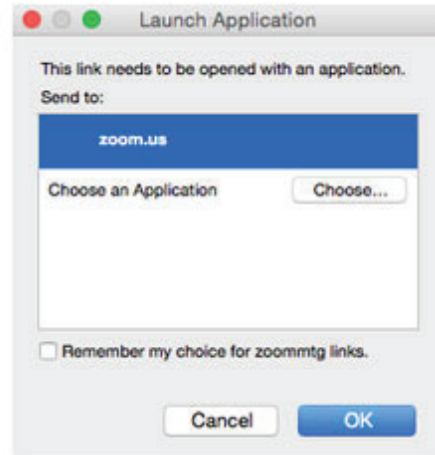 Launch Application
This link needs to be opened with an application.
Send to:
zoom.us
Choose an Application Choose...
Remember my choice for zoommtg links.
Cancel OK